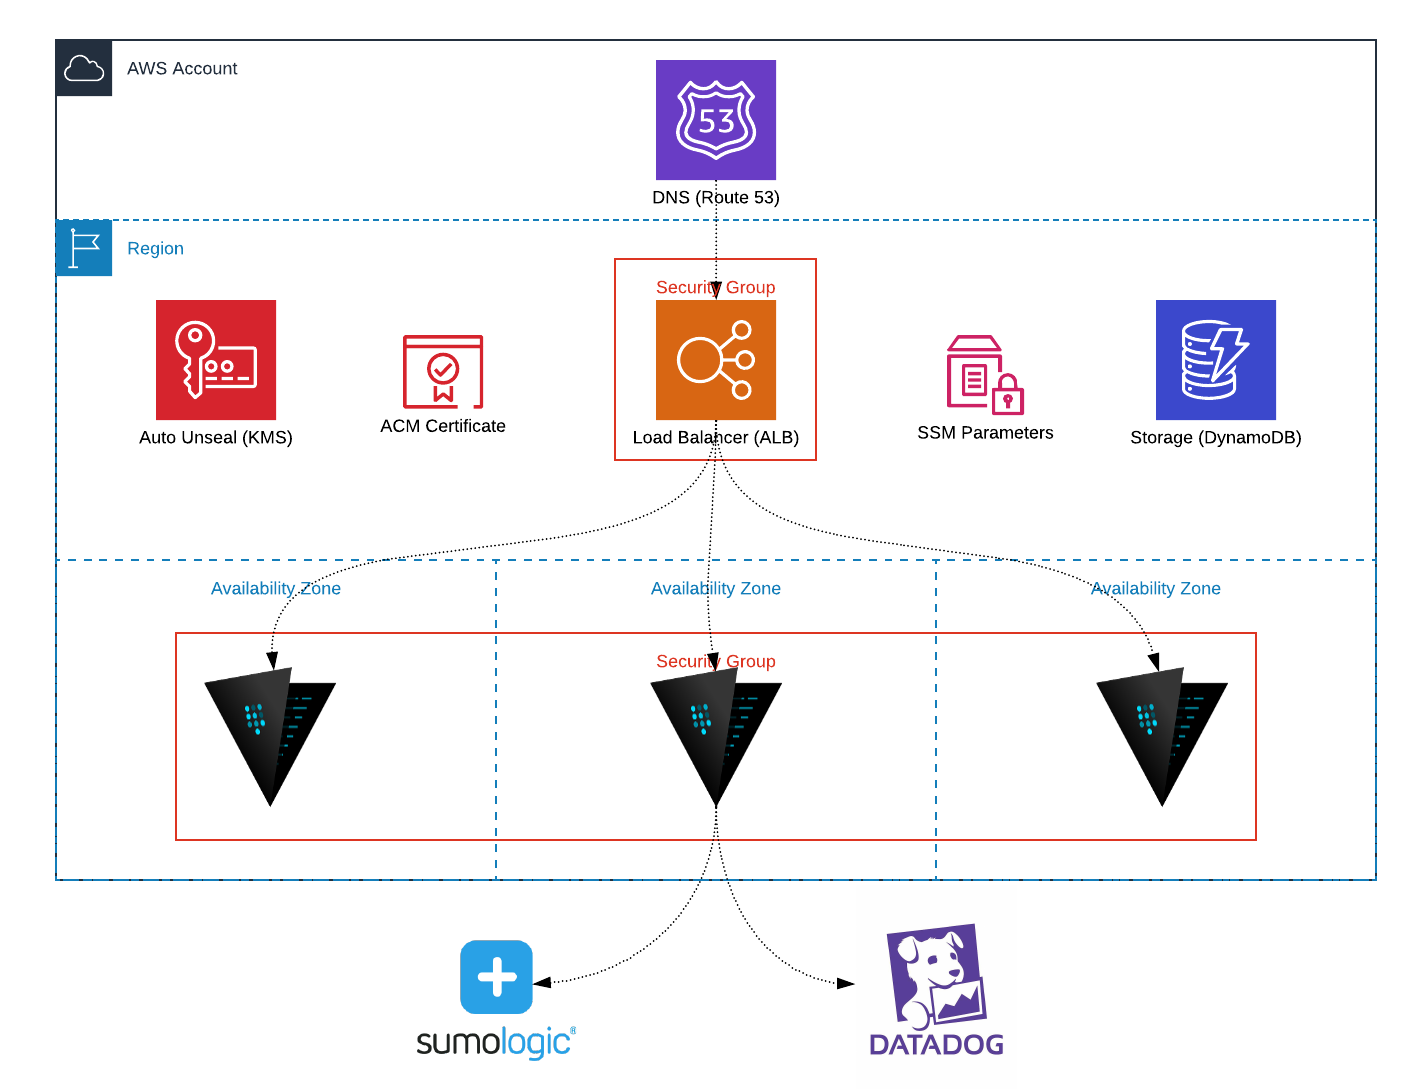 AWS Account
53
DNS (Route 53)
Region
Security Group
Auto Unseal (KMS)
ACM Certificate
Load Balancer (ALB)
SSM Parameters
Storage (DynamoDB)
Availability Zone
Availability Zone
Availability Zone
Security Group
sumologic®
DATADOG